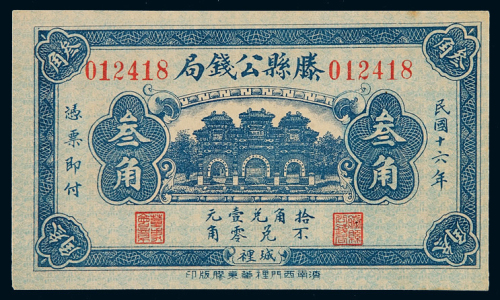 滕縣公錢局
012418
012418
叁角
叁角
民國十六年
叁角
叁角
憑票即付
拾角兑壹元
不兑零角
城裡
叁角
叁角
濟南西門裡華東膠版印